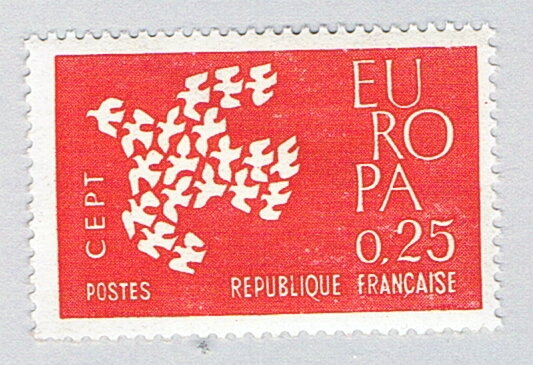 EU
RO
PA
0,25
CEPT
POSTES
REPUBLIQUE FRANÇAISE